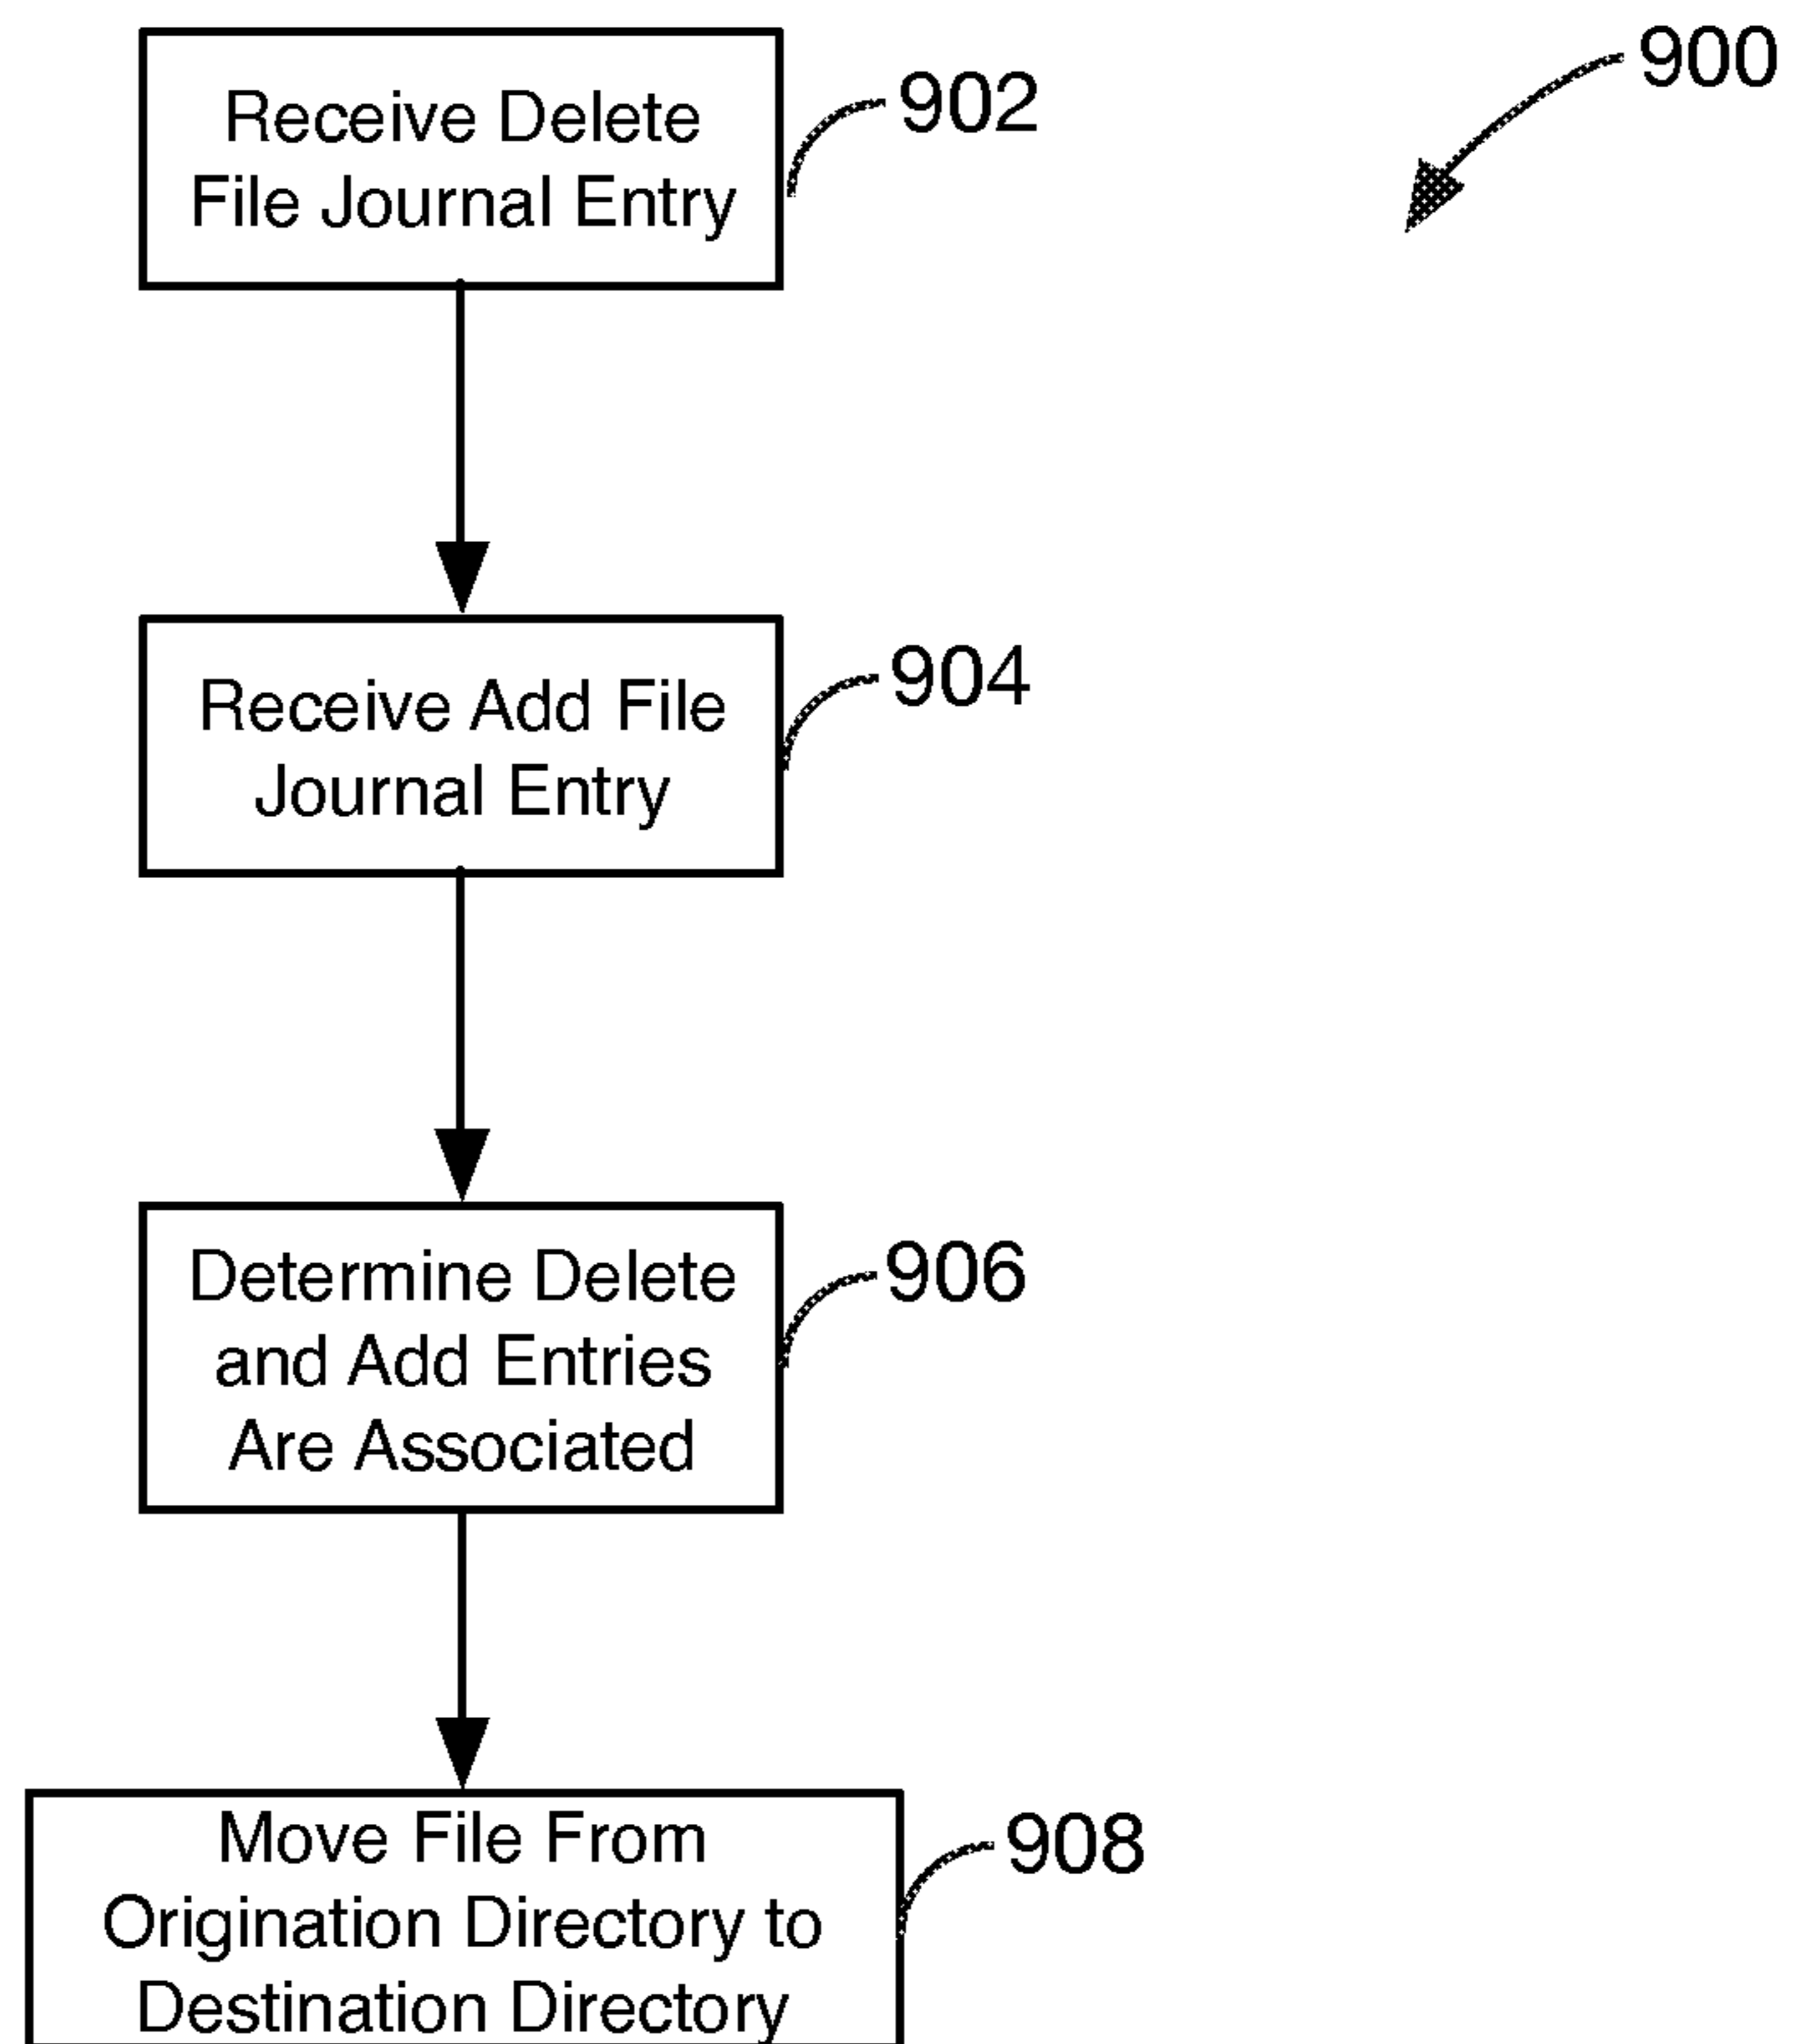 900
Receive Delete
File Journal Entry
902
Receive Add File
Journal Entry
904
Determine Delete
and Add Entries
Are Associated
906
Move File From
Origination Directory to
Destination Directory
908